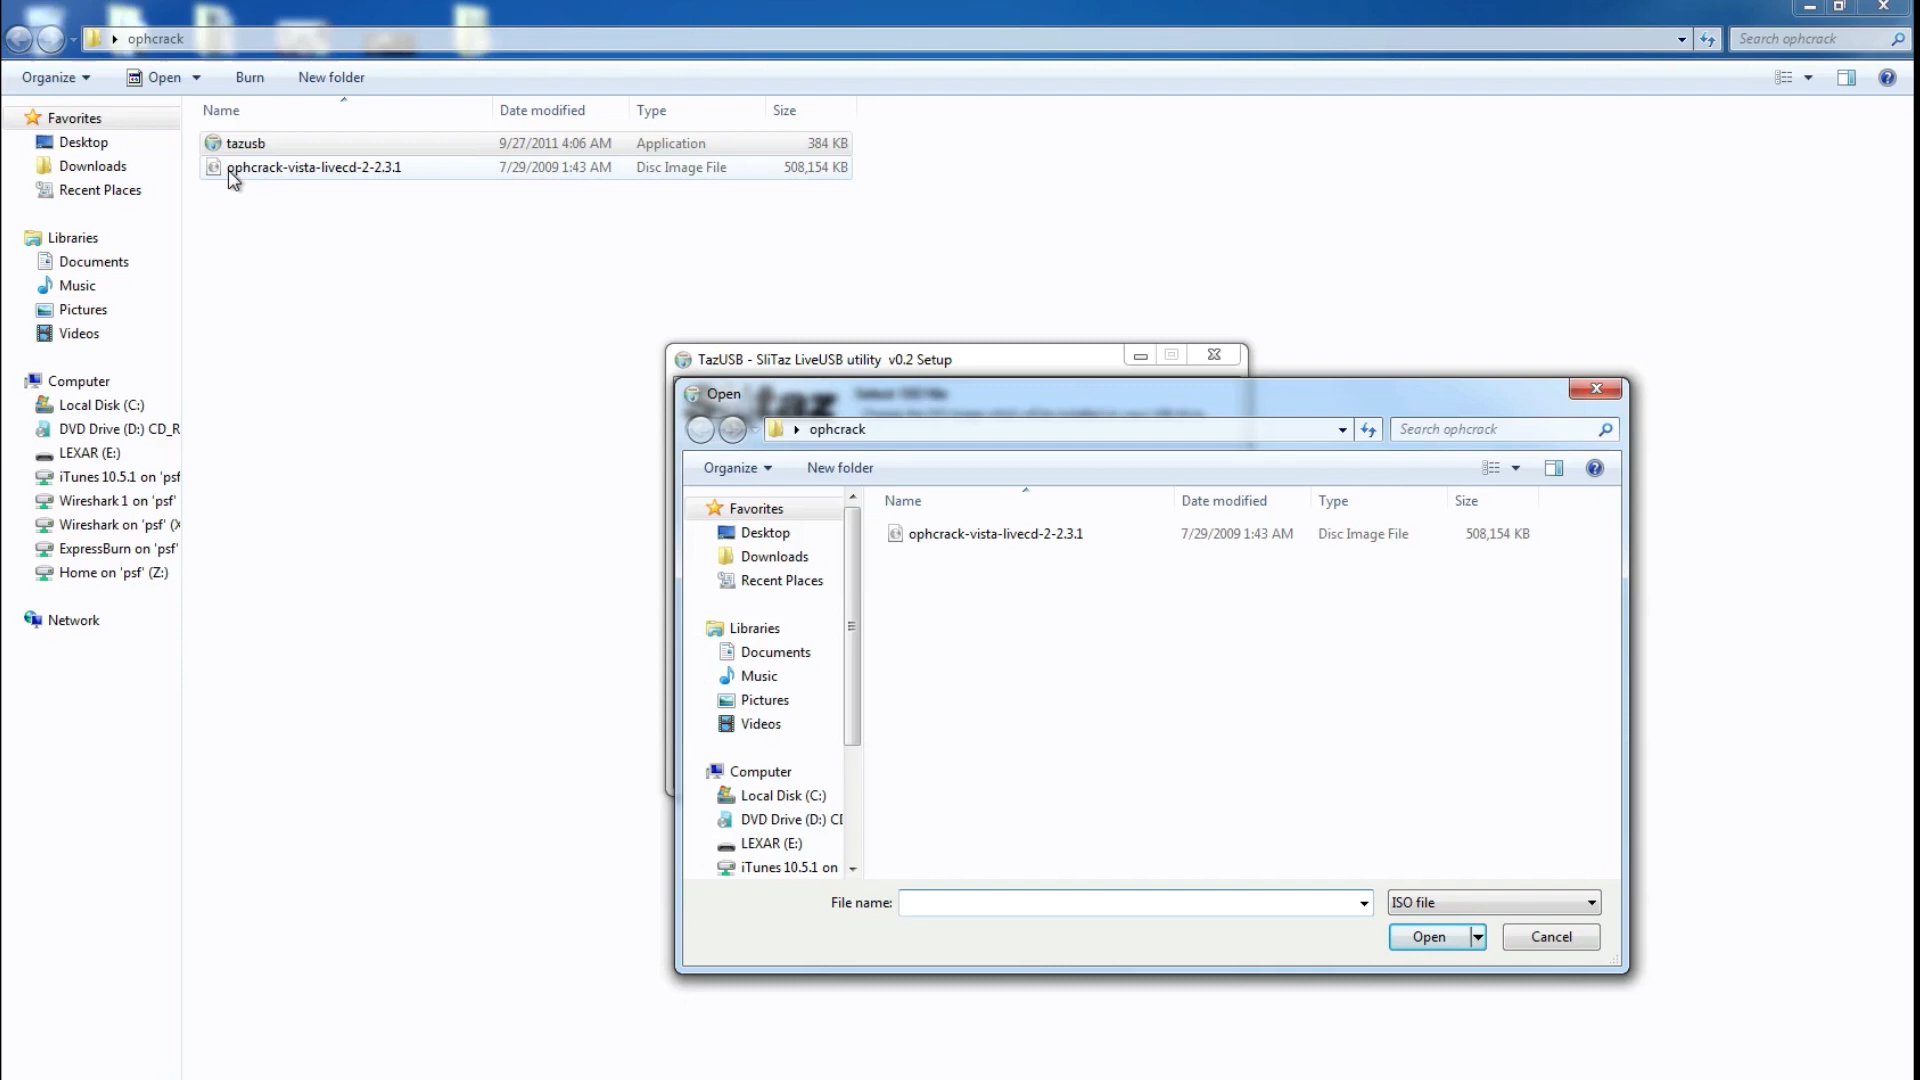 ophcrack
Search ophcrack
Organize
Open
Burn
New folder
Name
Date modified
Type
Size
Favorites
Desktop
Downloads
Recent Places
Libraries
Documents
Music
Pictures
Videos
Computer
Local Disk (C:)
DVD Drive (D:) CD_R
LEXAR (E:)
iTunes 10.5.1 on 'psf
Wireshark 1 on 'psf'
Wireshark on 'psf' (X
ExpressBurn on 'psf'
Home on 'psf' (Z:)
Network
tazusb 9/27/2011 4:06 AM Application 384 KB
ophcrack-vista-livecd-2-2.3.1 7/29/2009 1:43 AM Disc Image File 508,154 KB
TazUSB - SliTaz LiveUSB utility v0.2 Setup
Open
taz Select ISO file
ophcrack
Search ophcrack
Organize
New folder
Favorites
Desktop
Downloads
Recent Places
Libraries
Documents
Music
Pictures
Videos
Computer
Local Disk (C:)
DVD Drive (D:) CD
LEXAR (E:)
iTunes 10.5.1 on
Name
Date modified
Type
Size
ophcrack-vista-livecd-2-2.3.1 7/29/2009 1:43 AM Disc Image File 508,154 KB
File name:
ISO file
Open
Cancel